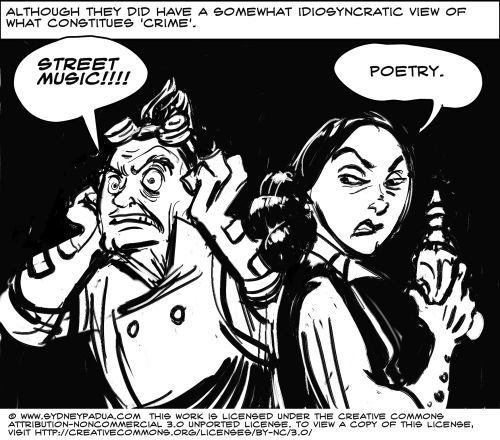 ALTHOUGH THEY DID HAVE A SOMEWHAT IDIOSYNCRATIC VIEW OF
WHAT CONSTITUES 'CRIME'.
STREET
MUSIC!!!!
POETRY.
© WWW.SYDNEYPADUA.COM THIS WORK IS LICENSED UNDER THE CREATIVE COMMONS
ATTRIBUTION-NONCOMMERCIAL 3.0 UNPORTED LICENSE. TO VIEW A COPY OF THIS LICENSE,
VISIT HTTP://CREATIVECOMMONS.ORG/LICENSES/BY-NC/3.0/